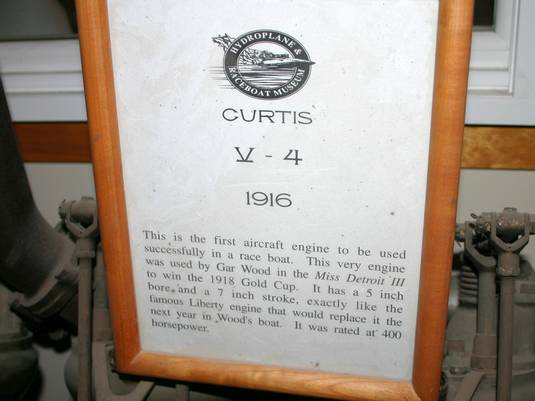 HYDROPLANE &
RACEBOAT MUSEUM
CURTIS
V - 4
1916
This is the first aircraft engine to be used
successfully in a race boat. This very engine
was used by Gar Wood in the Miss Detroit III
to win the 1918 Gold Cup. It has a 5 inch
bore and a 7 inch stroke, exactly like the
famous Liberty engine that would replace it the
next year in Wood's boat. It was rated at 400
horsepower.